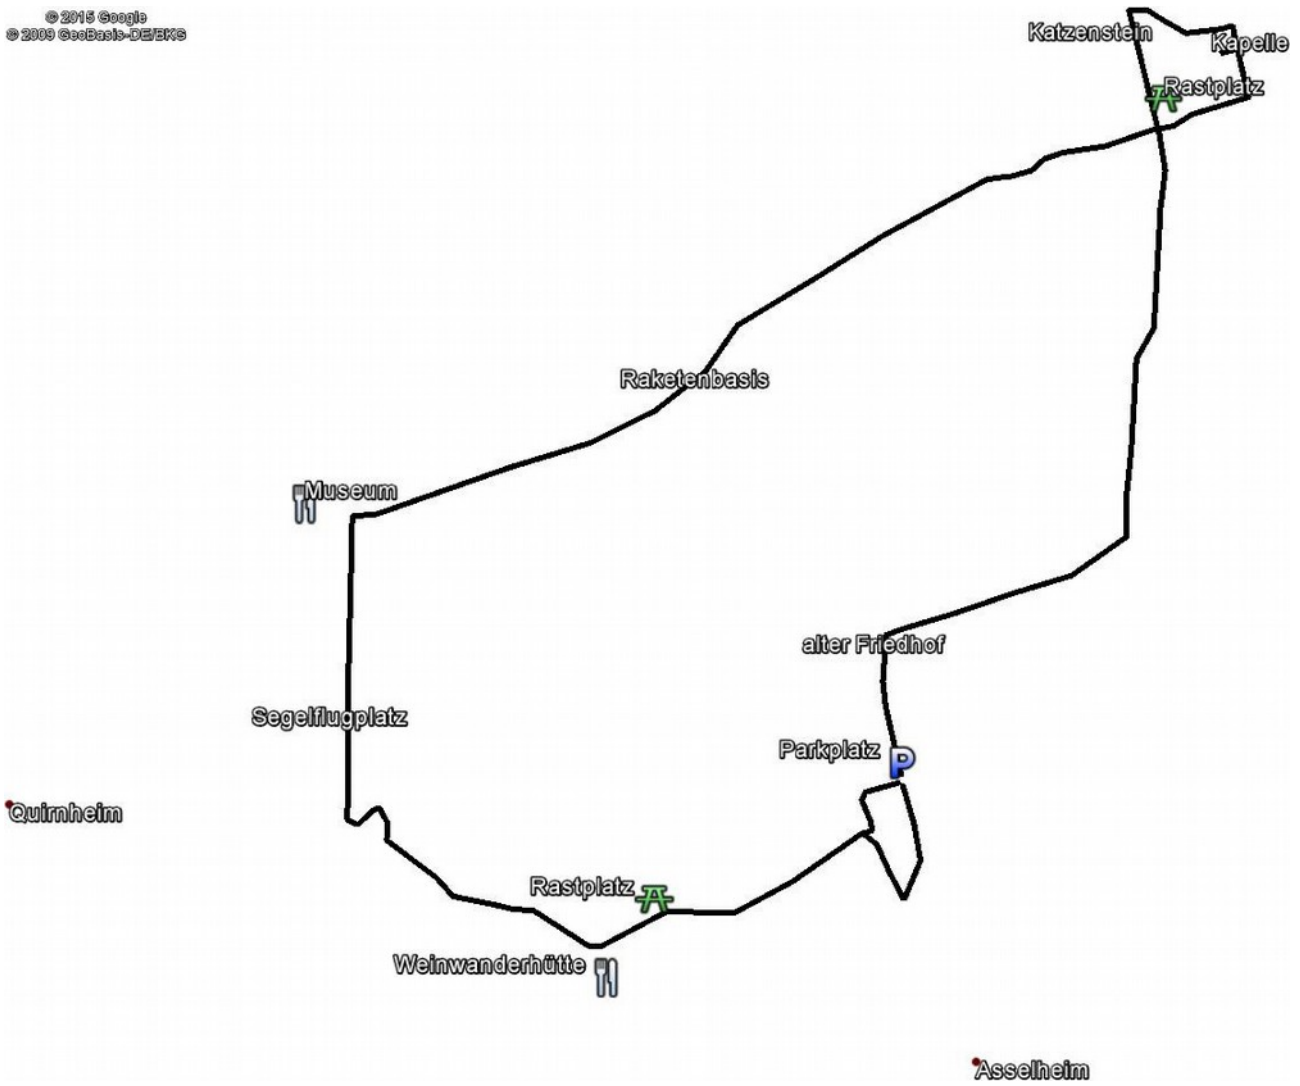 © 2015 Google
© 2009 GeoBasis-DE/BKG
Katzenstein
Kapelle
Rastplatz
Raketenbasis
Museum
alter Friedhof
Segelflugplatz
Parkplatz
P
Quirnheim
Rastplatz
Weinwanderhütte
Asselheim